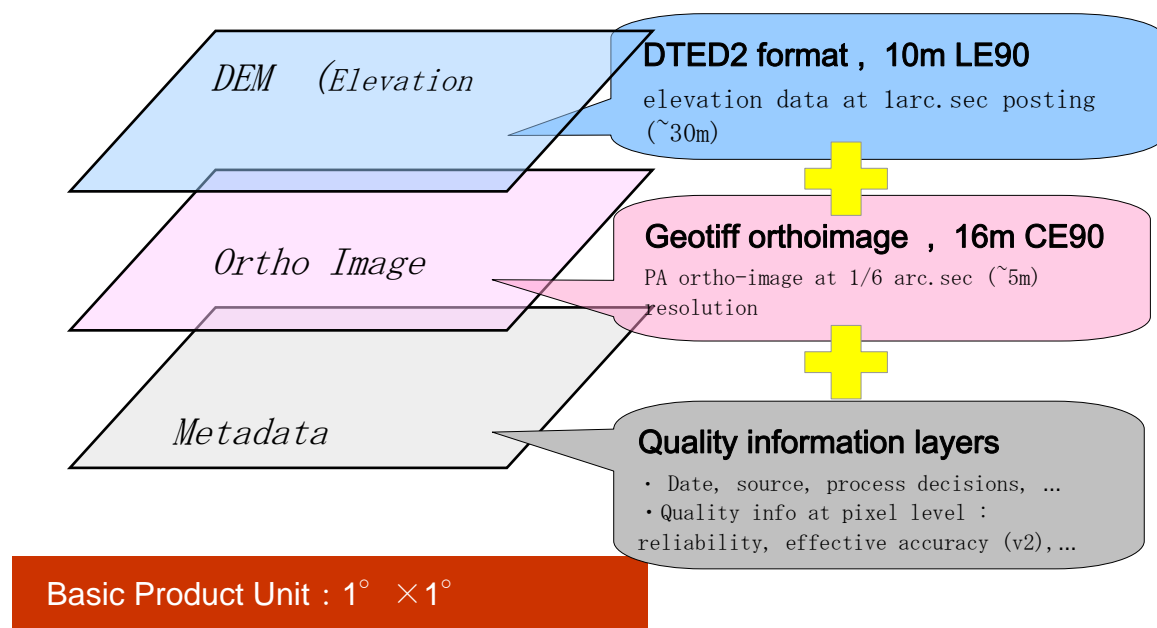 DEM (Elevation
DTED2 format , 10m LE90
elevation data at 1arc.sec posting
(~30m)
Ortho Image
Geotiff orthoimage , 16m CE90
PA ortho-image at 1/6 arc.sec (~5m)
resolution
Metadata
Quality information layers
・ Date, source, process decisions, …
・Quality info at pixel level :
reliability, effective accuracy (v2),…
Basic Product Unit : 1° ×1°